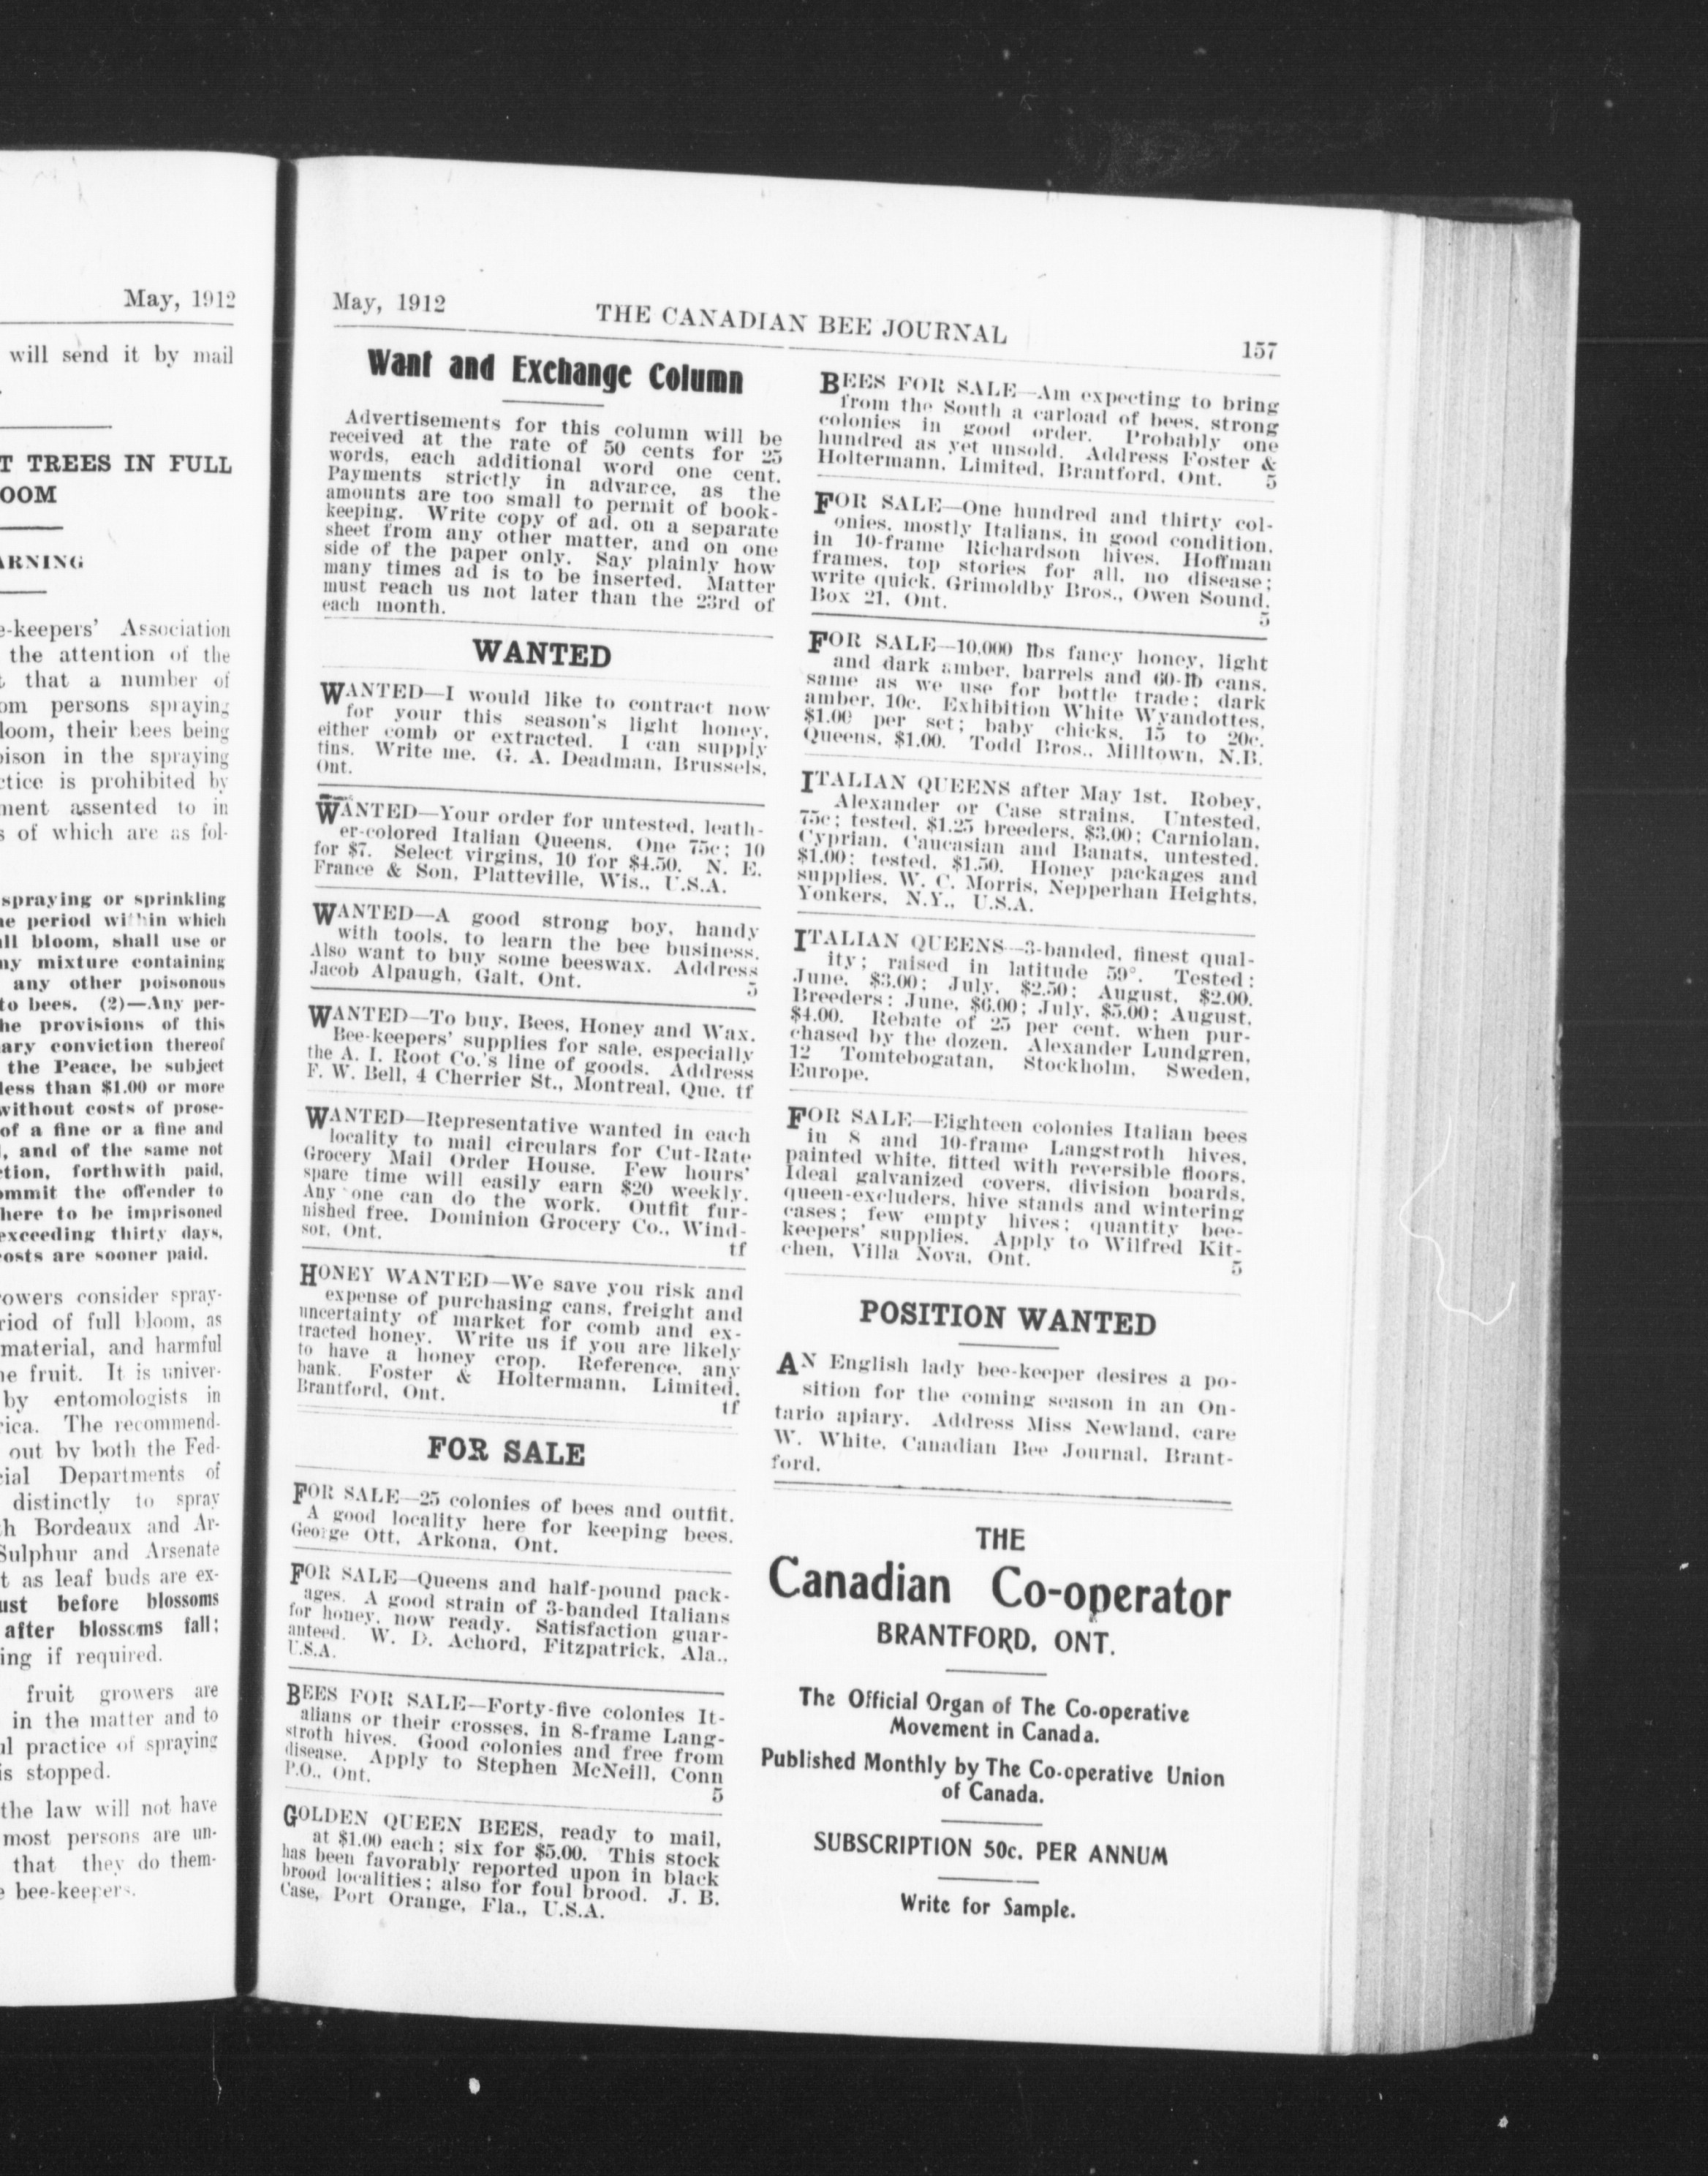 May, 1912
will send it by mail
T TREES IN FULL
OOM
ARNING
e-keepers' Association
the attention of the
t that a number of
om persons spraying
loom, their bees being
oison in the spraying
ctice is prohibited by
ment assented to in
s of which are as fol-
spraying or sprinkling
he period within which
all bloom, shall use or
ny mixture containing
any other poisonous
to bees. (2)—Any per-
he provisions of this
ary conviction thereof
the Peace, be subject
less than $1.00 or more
without costs of prose-
of a fine or a fine and
, and of the same not
ction, forthwith paid,
ommit the offender to
here to be imprisoned
exceeding thirty days,
costs are sooner paid.
rowers consider spray-
riod of full bloom, as
material, and harmful
he fruit. It is univer-
by entomologists in
rica. The recommend-
out by both the Fed-
cial Departments of
distinctly to spray
th Bordeaux and Ar-
Sulphur and Arsenate
t as leaf buds are ex-
ust before blossoms
after blossoms fall;
ing if required.
fruit growers are
in the matter and to
ul practice of spraying
is stopped.
the law will not have
most persons are un-
that they do them-
e bee-keepers.
May, 1912
THE CANADIAN BEE JOURNAL
157
Want and Exchange Column
Advertisements for this column will be
received at the rate of 50 cents for 25
words, each additional word one cent.
Payments strictly in advance, as the
amounts are too small to permit of book-
keeping. Write copy of ad. on a separate
sheet from any other matter, and on one
side of the paper only. Say plainly how
many times ad is to be inserted. Matter
must reach us not later than the 23rd of
each month.
WANTED
WANTED—I would like to contract now
for your this season's light honey,
either comb or extracted. I can supply
tins. Write me. G. A. Deadman, Brussels,
Ont.
WANTED—Your order for untested, leath-
er-colored Italian Queens. One 75c; 10
for $7. Select virgins, 10 for $4.50. N. E.
France & Son, Platteville, Wis., U.S.A.
WANTED—A good strong boy, handy
with tools, to learn the bee business.
Also want to buy some beeswax. Address
Jacob Alpaugh, Galt, Ont.
5
WANTED—To buy, Bees, Honey and Wax.
Bee-keepers' supplies for sale, especially
the A. I. Root Co.'s line of goods. Address
F. W. Bell, 4 Cherrier St., Montreal, Que. tf
WANTED—Representative wanted in each
locality to mail circulars for Cut-Rate
Grocery Mail Order House. Few hours'
spare time will easily earn $20 weekly.
Any one can do the work. Outfit fur-
nished free. Dominion Grocery Co., Wind-
sor, Ont.
tf
HONEY WANTED—We save you risk and
expense of purchasing cans, freight and
uncertainty of market for comb and ex-
tracted honey. Write us if you are likely
to have a honey crop. Reference, any
bank. Foster & Holtermann, Limited,
Brantford, Ont.
tf
FOR SALE
FOR SALE—25 colonies of bees and outfit.
A good locality here for keeping bees.
George Ott, Arkona, Ont.
FOR SALE—Queens and half-pound pack-
ages. A good strain of 3-banded Italians
for honey, now ready. Satisfaction guar-
anteed. W. D. Achord, Fitzpatrick, Ala.,
U.S.A.
BEES FOR SALE—Forty-five colonies It-
alians or their crosses, in 8-frame Lang-
stroth hives. Good colonies and free from
disease. Apply to Stephen McNeill, Conn
P.O., Ont.
5
GOLDEN QUEEN BEES, ready to mail,
at $1.00 each; six for $5.00. This stock
has been favorably reported upon in black
brood localities; also for foul brood. J. B.
Case, Port Orange, Fla., U.S.A.
BEES FOR SALE—Am expecting to bring
from the South a carload of bees, strong
colonies in good order. Probably one
hundred as yet unsold. Address Foster &
Holtermann, Limited, Brantford, Ont. 5
FOR SALE—One hundred and thirty col-
onies, mostly Italians, in good condition,
in 10-frame Richardson hives, Hoffman
frames, top stories for all, no disease;
write quick. Grimoldby Bros., Owen Sound,
Box 21, Ont.
5
FOR SALE—10,000 lbs fancy honey, light
and dark amber, barrels and 60-lb cans,
same as we use for bottle trade; dark
amber, 10c. Exhibition White Wyandottes,
$1.00 per set; baby chicks, 15 to 20c.
Queens, $1.00. Todd Bros., Milltown, N.B.
ITALIAN QUEENS after May 1st. Robey,
Alexander or Case strains. Untested,
75c; tested, $1.25 breeders, $3.00; Carniolan,
Cyprian, Caucasian and Banats, untested,
$1.00; tested, $1.50. Honey packages and
supplies. W. C. Morris, Nepperhan Heights,
Yonkers, N.Y., U.S.A.
ITALIAN QUEENS—3-banded, finest qual-
ity; raised in latitude 59°. Tested:
June, $3.00; July, $2.50; August, $2.00.
Breeders: June, $6.00; July, $5.00; August,
$4.00. Rebate of 25 per cent. when pur-
chased by the dozen. Alexander Lundgren,
12 Tomtebogatan, Stockholm, Sweden,
Europe.
FOR SALE—Eighteen colonies Italian bees
in 8 and 10-frame Langstroth hives,
painted white, fitted with reversible floors,
Ideal galvanized covers, division boards,
queen-excluders, hive stands and wintering
cases; few empty hives; quantity bee-
keepers' supplies. Apply to Wilfred Kit-
chen, Villa Nova, Ont.
5
POSITION WANTED
AN English lady bee-keeper desires a po-
sition for the coming season in an On-
tario apiary. Address Miss Newland, care
W. White, Canadian Bee Journal, Brant-
ford.
THE
Canadian Co-operator
BRANTFORD, ONT.
The Official Organ of The Co-operative
Movement in Canada.
Published Monthly by The Co-operative Union
of Canada.
SUBSCRIPTION 50c. PER ANNUM
Write for Sample.